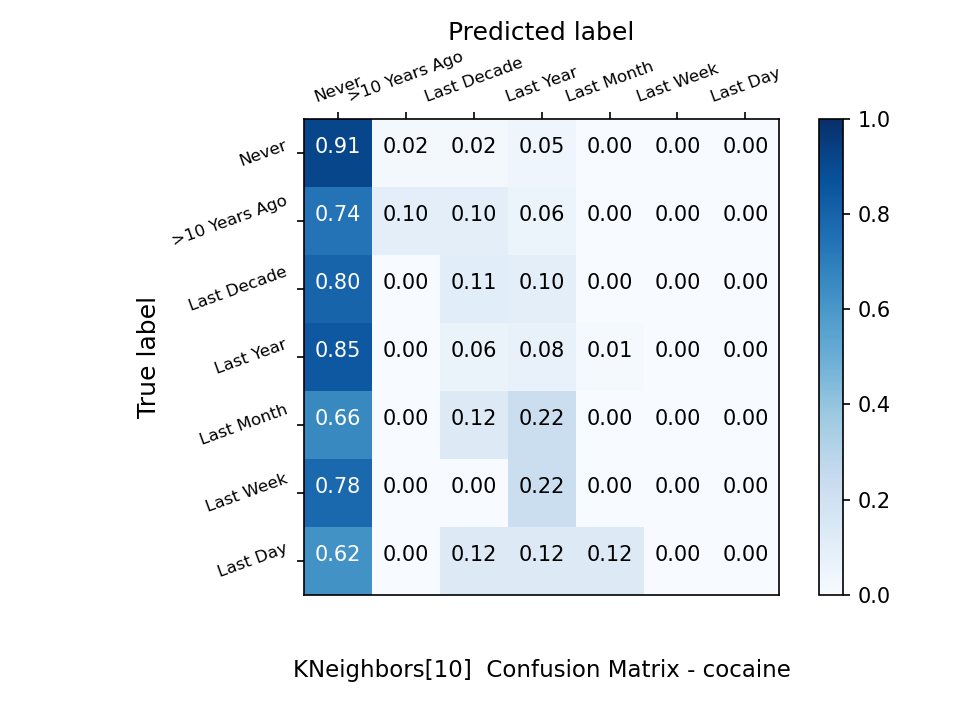 Predicted label
Never >10 Years Ago Last Decade Last Year Last Month Last Week Last Day
Never 0.91 0.02 0.02 0.05 0.00 0.00 0.00
>10 Years Ago 0.74 0.10 0.10 0.06 0.00 0.00 0.00
Last Decade 0.80 0.00 0.11 0.10 0.00 0.00 0.00
Last Year 0.85 0.00 0.06 0.08 0.01 0.00 0.00
Last Month 0.66 0.00 0.12 0.22 0.00 0.00 0.00
Last Week 0.78 0.00 0.00 0.22 0.00 0.00 0.00
Last Day 0.62 0.00 0.12 0.12 0.12 0.00 0.00
True label
1.0
0.8
0.6
0.4
0.2
0.0
KNeighbors[10] Confusion Matrix - cocaine